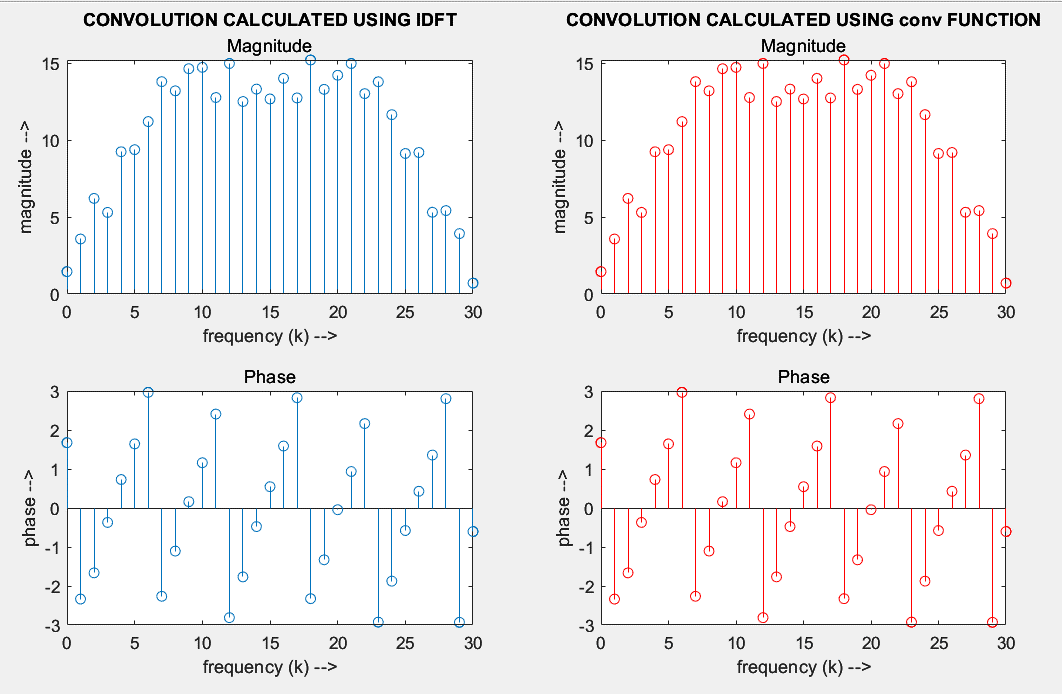 CONVOLUTION CALCULATED USING IDFT
Magnitude
magnitude -->
15
10
5
0
0 5 10 15 20 25 30
frequency (k) -->
CONVOLUTION CALCULATED USING conv FUNCTION
Magnitude
magnitude -->
15
10
5
0
0 5 10 15 20 25 30
frequency (k) -->
Phase
phase -->
3
2
1
0
-1
-2
-3
0 5 10 15 20 25 30
frequency (k) -->
Phase
phase -->
3
2
1
0
-1
-2
-3
0 5 10 15 20 25 30
frequency (k) -->